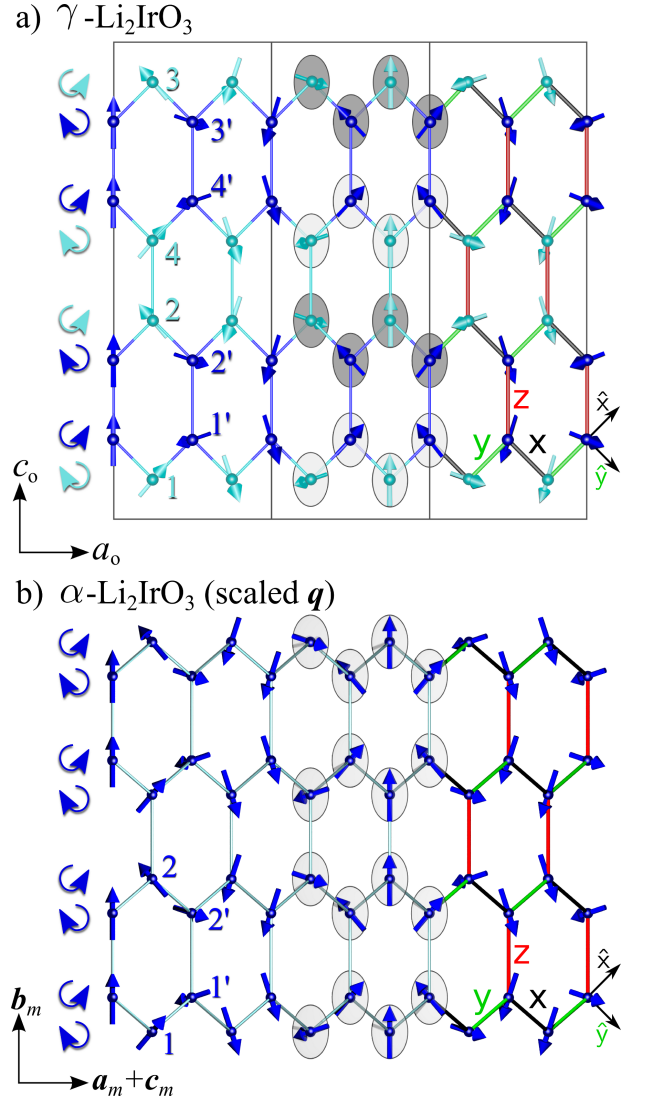 a) γ-Li₂IrO₃
3
3'
4'
4
2
2'
z
x̂
1'
y
x
ŷ
cₒ
1
aₒ
b) α-Li₂IrO₃ (scaled q)
2
2'
z
x̂
bₘ
1'
y
x
ŷ
1
aₘ+cₘ